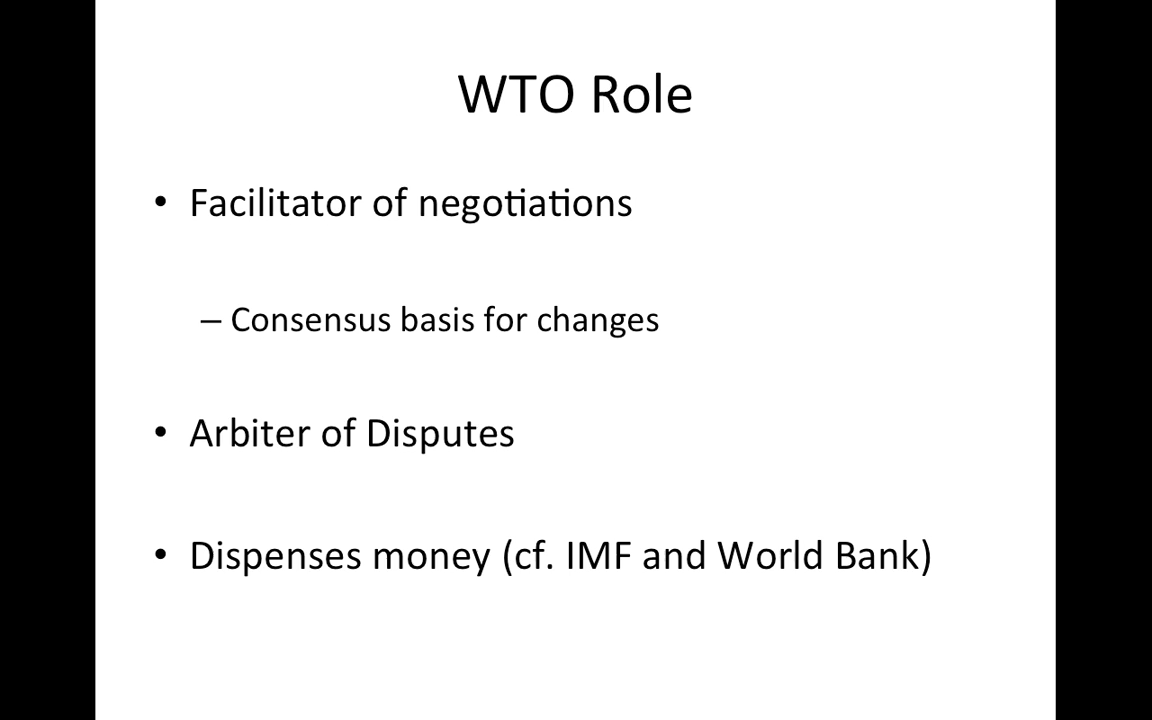 WTO Role
• Facilitator of negotiations
– Consensus basis for changes
• Arbiter of Disputes
• Dispenses money (cf. IMF and World Bank)